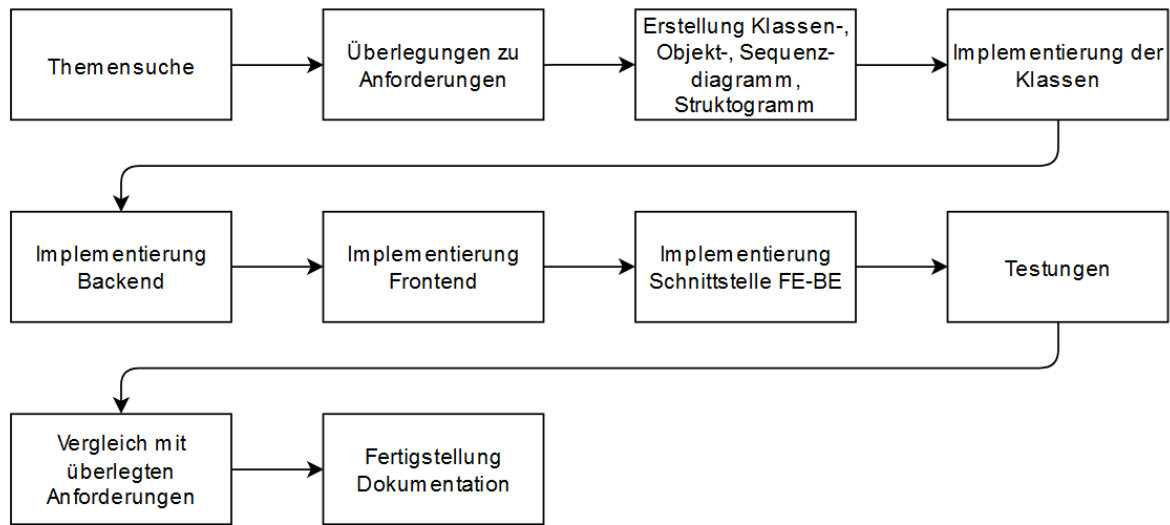 Themensuche
Überlegungen zu
Anforderungen
Erstellung Klassen-,
Objekt-, Sequenz-
diagramm,
Struktogramm
Implementierung der
Klassen
Implementierung
Backend
Implementierung
Frontend
Implementierung
Schnittstelle FE-BE
Testungen
Vergleich mit
überlegten
Anforderungen
Fertigstellung
Dokumentation